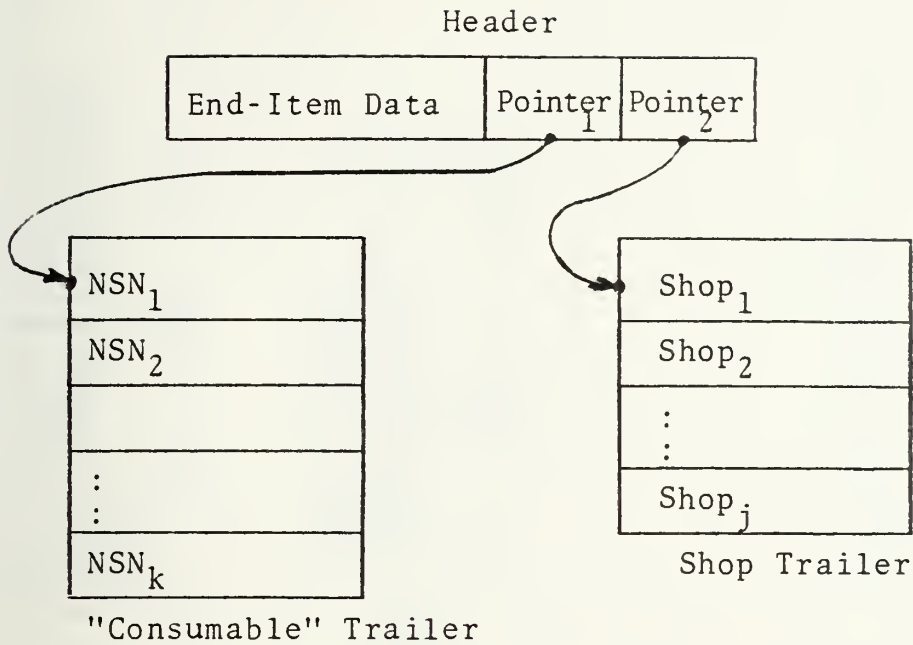 Header
End-Item Data
Pointer
1
Pointer
2
NSN1
NSN2
:
:
NSNk
"Consumable" Trailer
Shop1
Shop2
:
:
Shopj
Shop Trailer